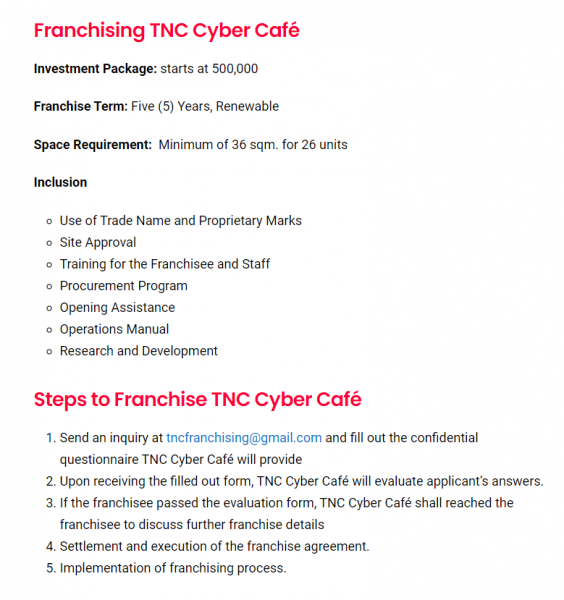 Franchising TNC Cyber Café
Investment Package: starts at 500,000
Franchise Term: Five (5) Years, Renewable
Space Requirement:  Minimum of 36 sqm. for 26 units
Inclusion
Use of Trade Name and Proprietary Marks
Site Approval
Training for the Franchisee and Staff
Procurement Program
Opening Assistance
Operations Manual
Research and Development
Steps to Franchise TNC Cyber Café
1. Send an inquiry at tncfranchising@gmail.com and fill out the confidential
questionnaire TNC Cyber Café will provide
2. Upon receiving the filled out form, TNC Cyber Café will evaluate applicant's answers.
3. If the franchisee passed the evaluation form, TNC Cyber Café shall reached the
franchisee to discuss further franchise details
4. Settlement and execution of the franchise agreement.
5. Implementation of franchising process.